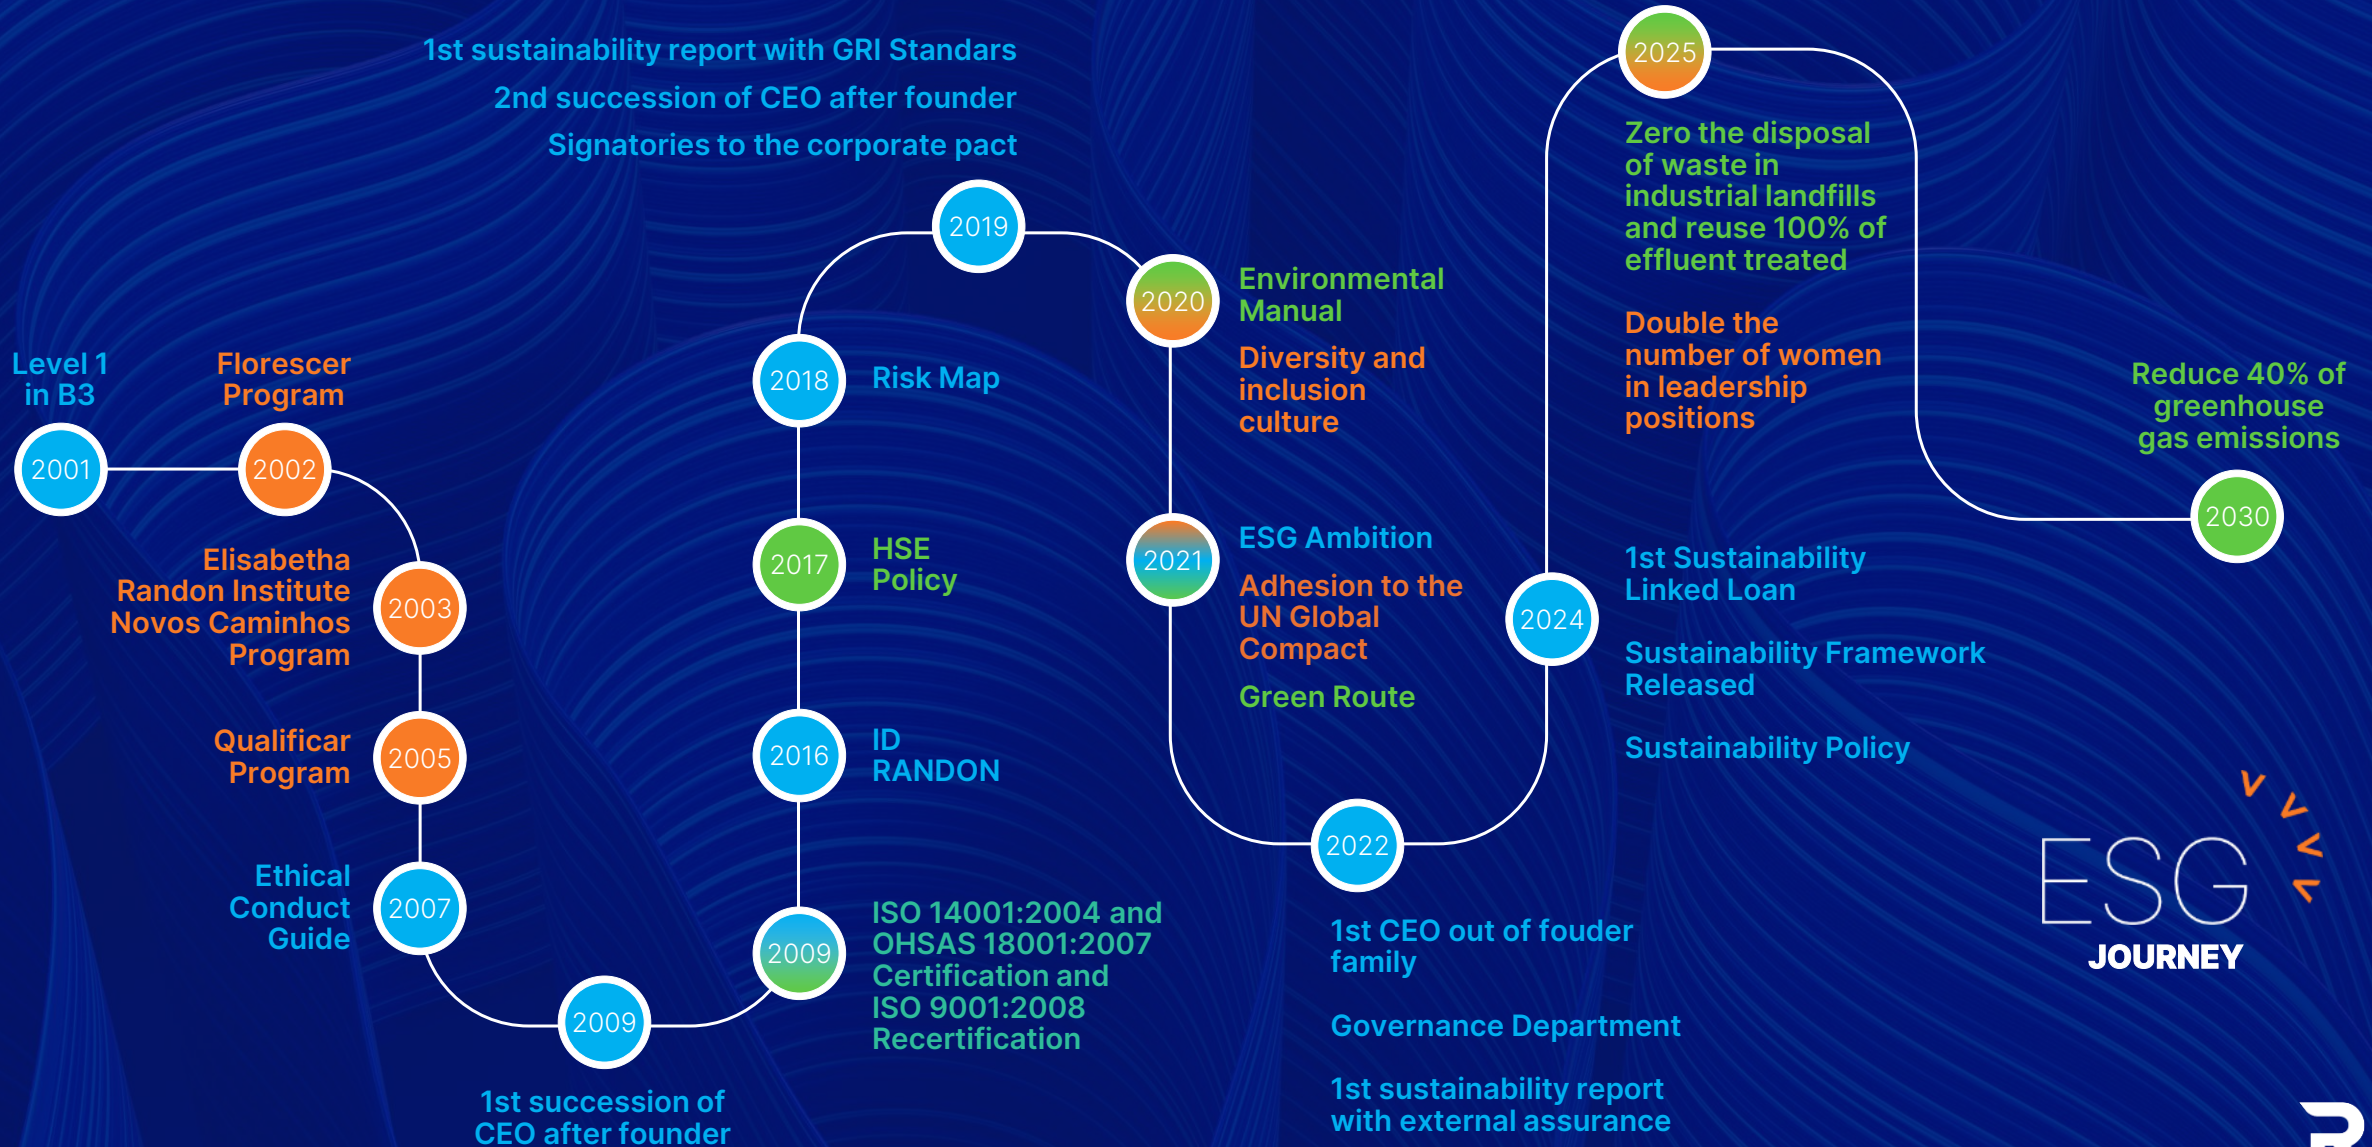 Level 1
in B3
2001
Florescer
Program
2002
Elisabetha
Randon Institute
Novos Caminhos
Program
2003
Qualificar
Program
2005
Ethical
Conduct
Guide
2007
2009
1st succession of
CEO after founder
2009
ISO 14001:2004 and
OHSAS 18001:2007
Certification and
ISO 9001:2008
Recertification
2016
ID
RANDON
2017
HSE
Policy
2018
Risk Map
1st sustainability report with GRI Standars
2nd succession of CEO after founder
Signatories to the corporate pact
2019
2020
Environmental
Manual
Diversity and
inclusion
culture
2021
ESG Ambition
Adhesion to the
UN Global
Compact
Green Route
2022
1st CEO out of fouder
family
Governance Department
1st sustainability report
with external assurance
2024
1st Sustainability
Linked Loan
Sustainability Framework
Released
Sustainability Policy
2025
Zero the disposal
of waste in
industrial landfills
and reuse 100% of
effluent treated
Double the
number of women
in leadership
positions
Reduce 40% of
greenhouse
gas emissions
2030
ESG
JOURNEY